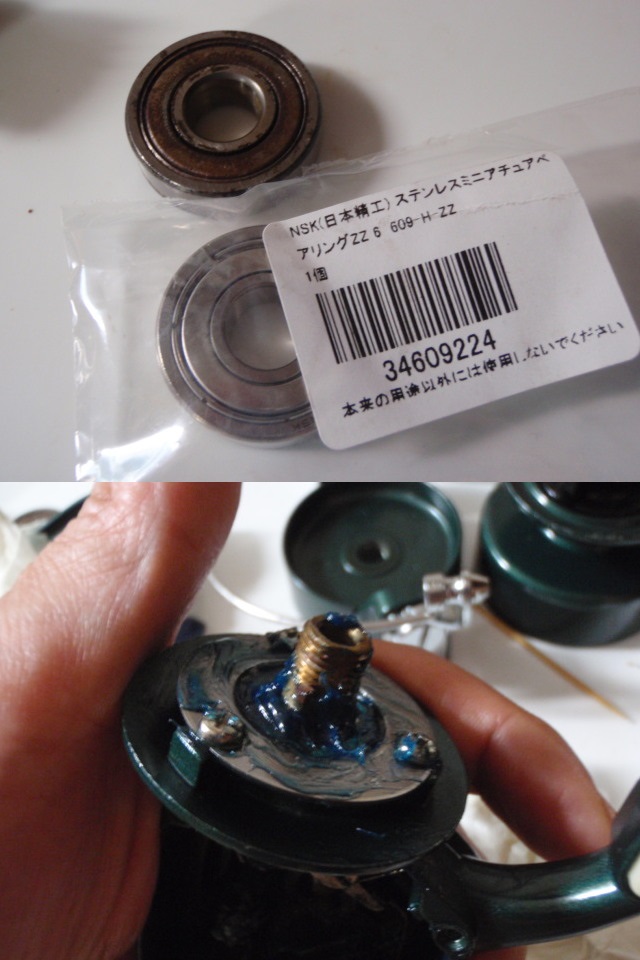 NSK(日本精工) ステンレスミニアチュアベ
アリングZZ 6 609-H-ZZ
1個
34609224
本来の用途以外には使用しないでください